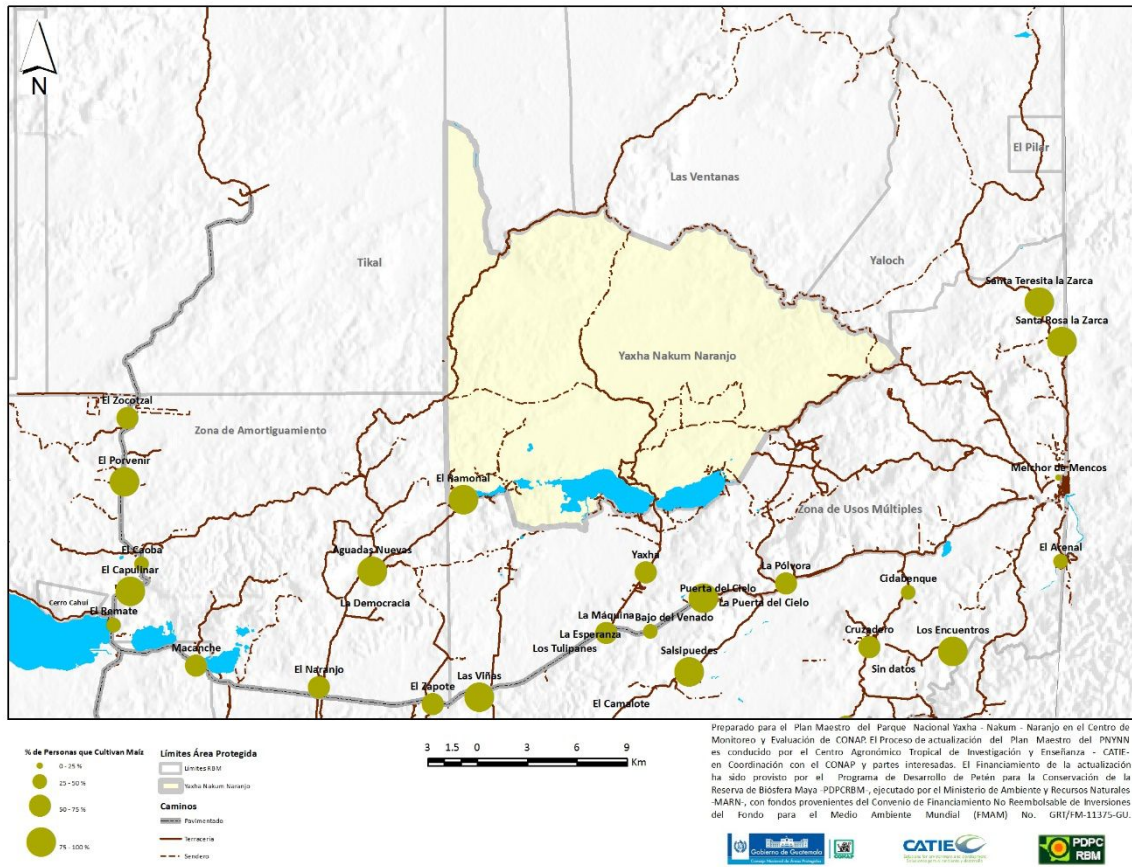 N
El Pilar
Las Ventanas
Tikal
Yaloch
Santa Teresita la Zarca
Santa Rosa la Zarca
Yaxha Nakum Naranjo
El Zocotzal
Zona de Amortiguamiento
El Porvenir
Melchor de Mencos
El Ramonal
Zona de Usos Múltiples
El Caoba
Aguadas Nuevas
El Arenal
El Capulinar
Yaxha
La Pólvora
Puerta del Cielo
Cidabenque
Cerro Cahui
La Democracia
La Puerta del Cielo
El Remate
La Máquina
Bajo del Venado
La Esperanza
Cruzadero
Los Encuentros
Los Tulipanes
Macanche
Salsipuedes
El Naranjo
Las Viñas
Sin datos
El Zapote
El Camalote
% de Personas que Cultivan Maíz
0 - 25 %
25 - 50 %
50 - 75 %
75 - 100 %
Límites Área Protegida
Límites RBM
Yaxha Nakum Naranjo
Caminos
Pavimentado
Terracería
Sendero
3 1.5 0 3 6 9
Km
Preparado para el Plan Maestro del Parque Nacional Yaxha - Nakum - Naranjo en el Centro de
Monitoreo y Evaluación de CONAP. El Proceso de actualización del Plan Maestro del PNYNN
es conducido por el Centro Agronómico Tropical de Investigación y Enseñanza - CATIE-
en Coordinación con el CONAP y partes interesadas. El Financiamiento de la actualización
ha sido provisto por el Programa de Desarrollo de Petén para la Conservación de la
Reserva de Biósfera Maya -PDPCRBM-, ejecutado por el Ministerio de Ambiente y Recursos Naturales
-MARN-, con fondos provenientes del Convenio de Financiamiento No Reembolsable de Inversiones
del Fondo para el Medio Ambiente Mundial (FMAM) No. GRT/FM-11375-GU.
Gobierno de Guatemala
Consejo Nacional de Áreas Protegidas
CATIE
PDPC
RBM